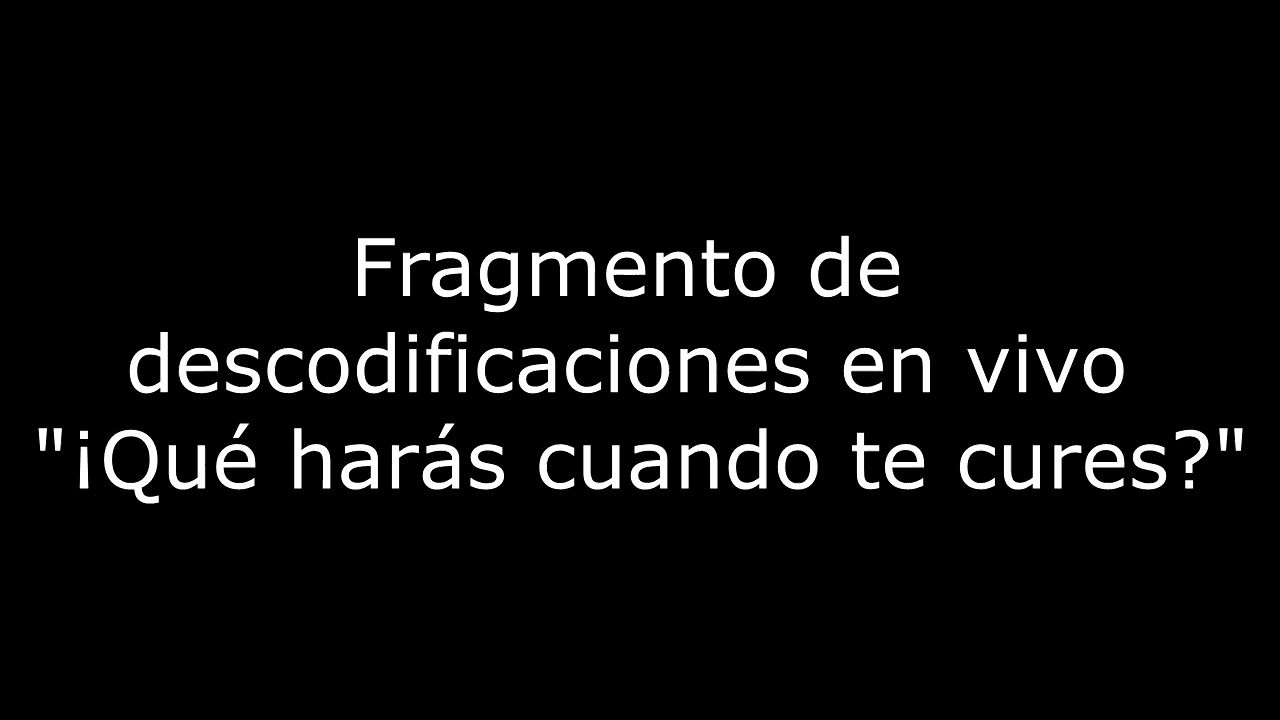 Fragmento de
descodificaciones en vivo
"¡Qué harás cuando te cures?"